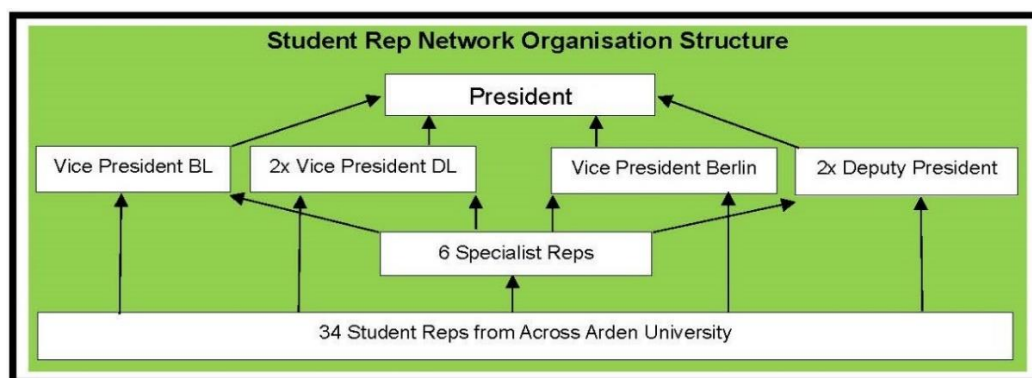 Student Rep Network Organisation Structure
President
Vice President BL
2x Vice President DL
Vice President Berlin
2x Deputy President
6 Specialist Reps
34 Student Reps from Across Arden University